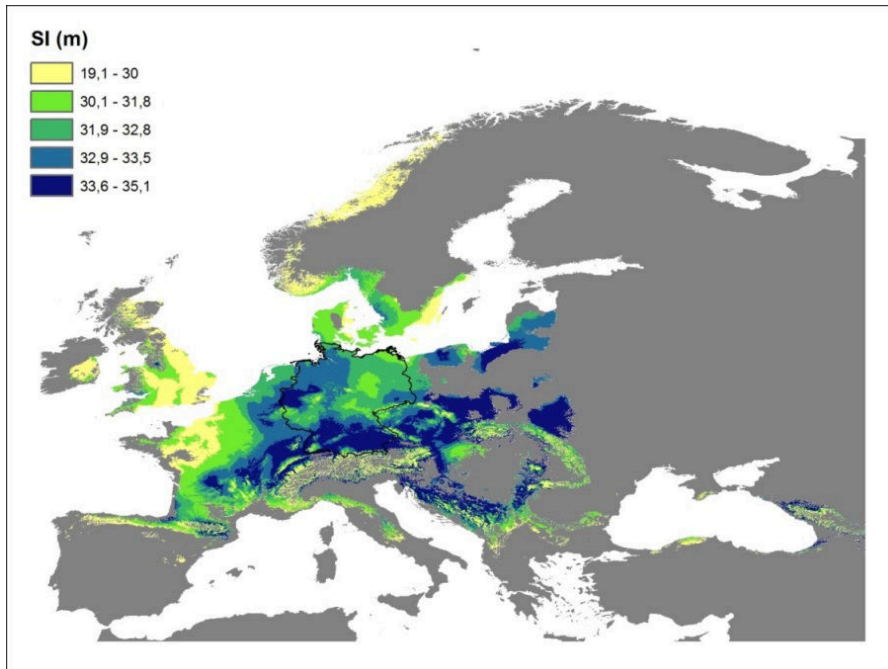 SI (m)
19,1 - 30
30,1 - 31,8
31,9 - 32,8
32,9 - 33,5
33,6 - 35,1